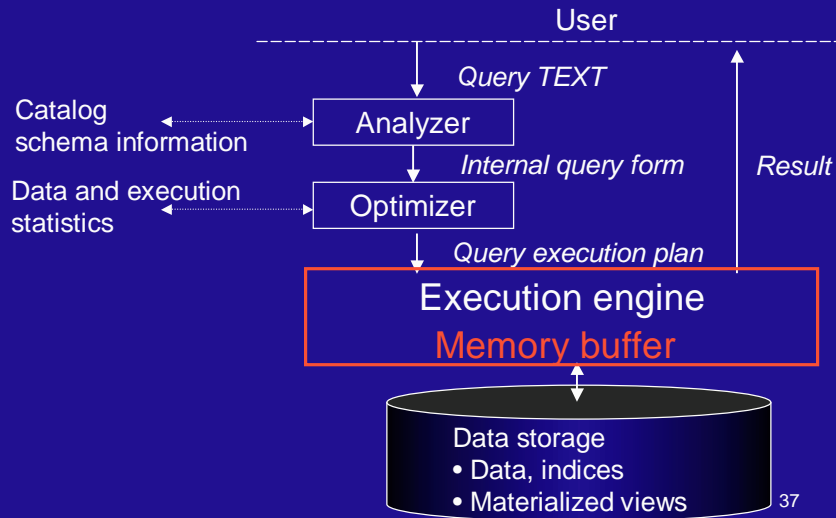 User
Query TEXT
Catalog
schema information
Analyzer
Internal query form
Result
Data and execution
statistics
Optimizer
Query execution plan
Execution engine
Memory buffer
Data storage
• Data, indices
• Materialized views
37